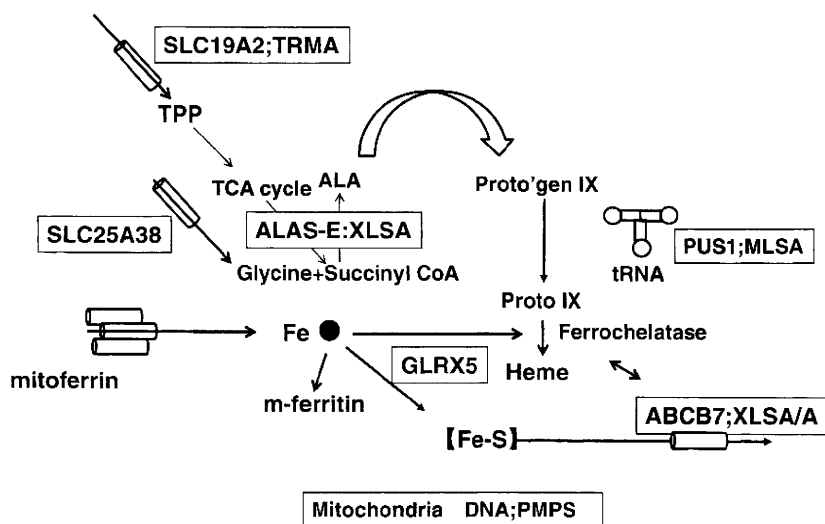 SLC19A2;TRMA
TPP
TCA cycle
ALA
Proto'gen IX
SLC25A38
ALAS-E:XLSA
PUS1;MLSA
Glycine+Succinyl CoA
tRNA
Proto IX
Fe
Ferrochelatase
mitoferrin
GLRX5
Heme
m-ferritin
ABCB7;XLSA/A
【Fe-S】
Mitochondria DNA;PMPS